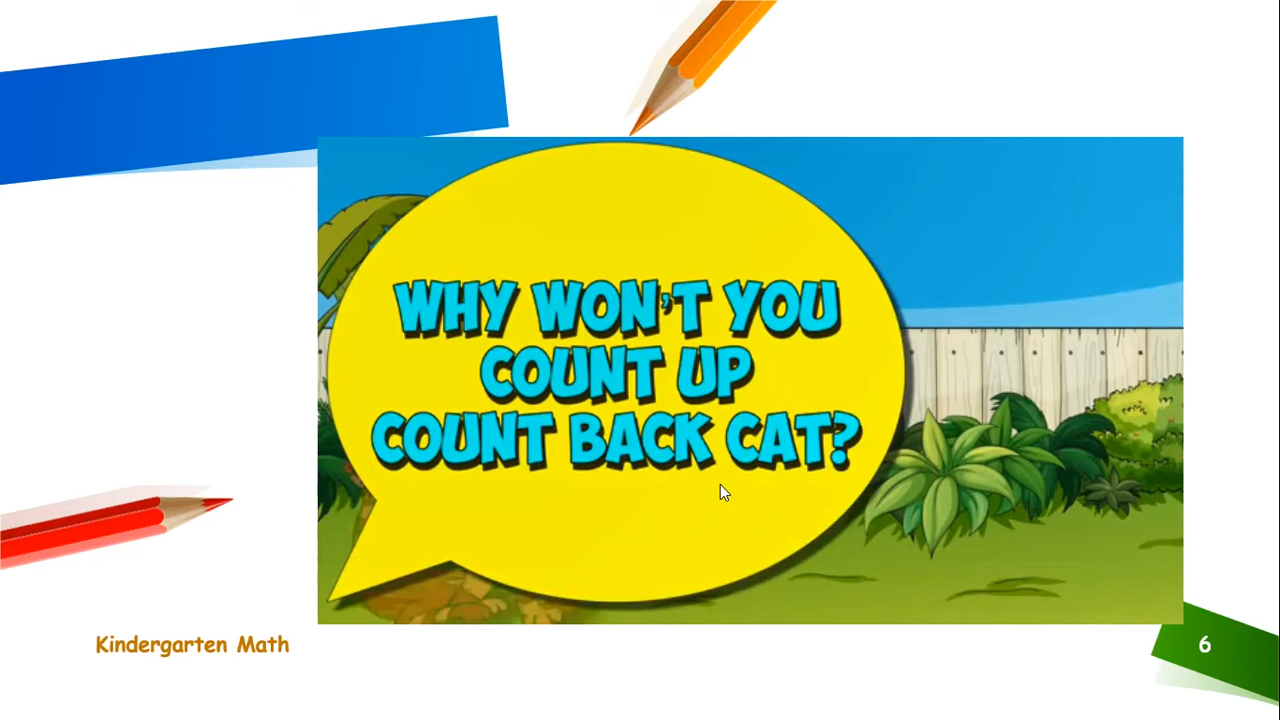 WHY WON'T YOU
COUNT UP
COUNT BACK CAT?
Kindergarten Math
6